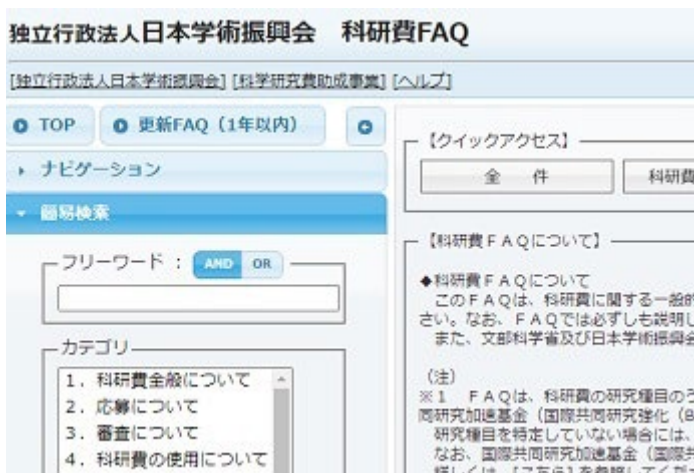 独立行政法人日本学術振興会　科研費FAQ
[独立行政法人日本学術振興会] [科学研究費助成事業] [ヘルプ]
TOP
更新FAQ（1年以内）
ナビゲーション
簡易検索
フリーワード ： AND OR
カテゴリ
1．科研費全般について
2．応募について
3．審査について
4．科研費の使用について
【クイックアクセス】
全　件
科研費
【科研費ＦＡＱについて】
◆科研費ＦＡＱについて
このＦＡＱは、科研費に関する一般的
さい。なお、ＦＡＱでは必ずしも説明し
また、文部科学省及び日本学術振興会
（注）
※１　ＦＡＱは、科研費の研究種目のう
同研究加速基金（国際共同研究強化（B
研究種目を特定していない場合には、
なお、国際共同研究加速基金（国際